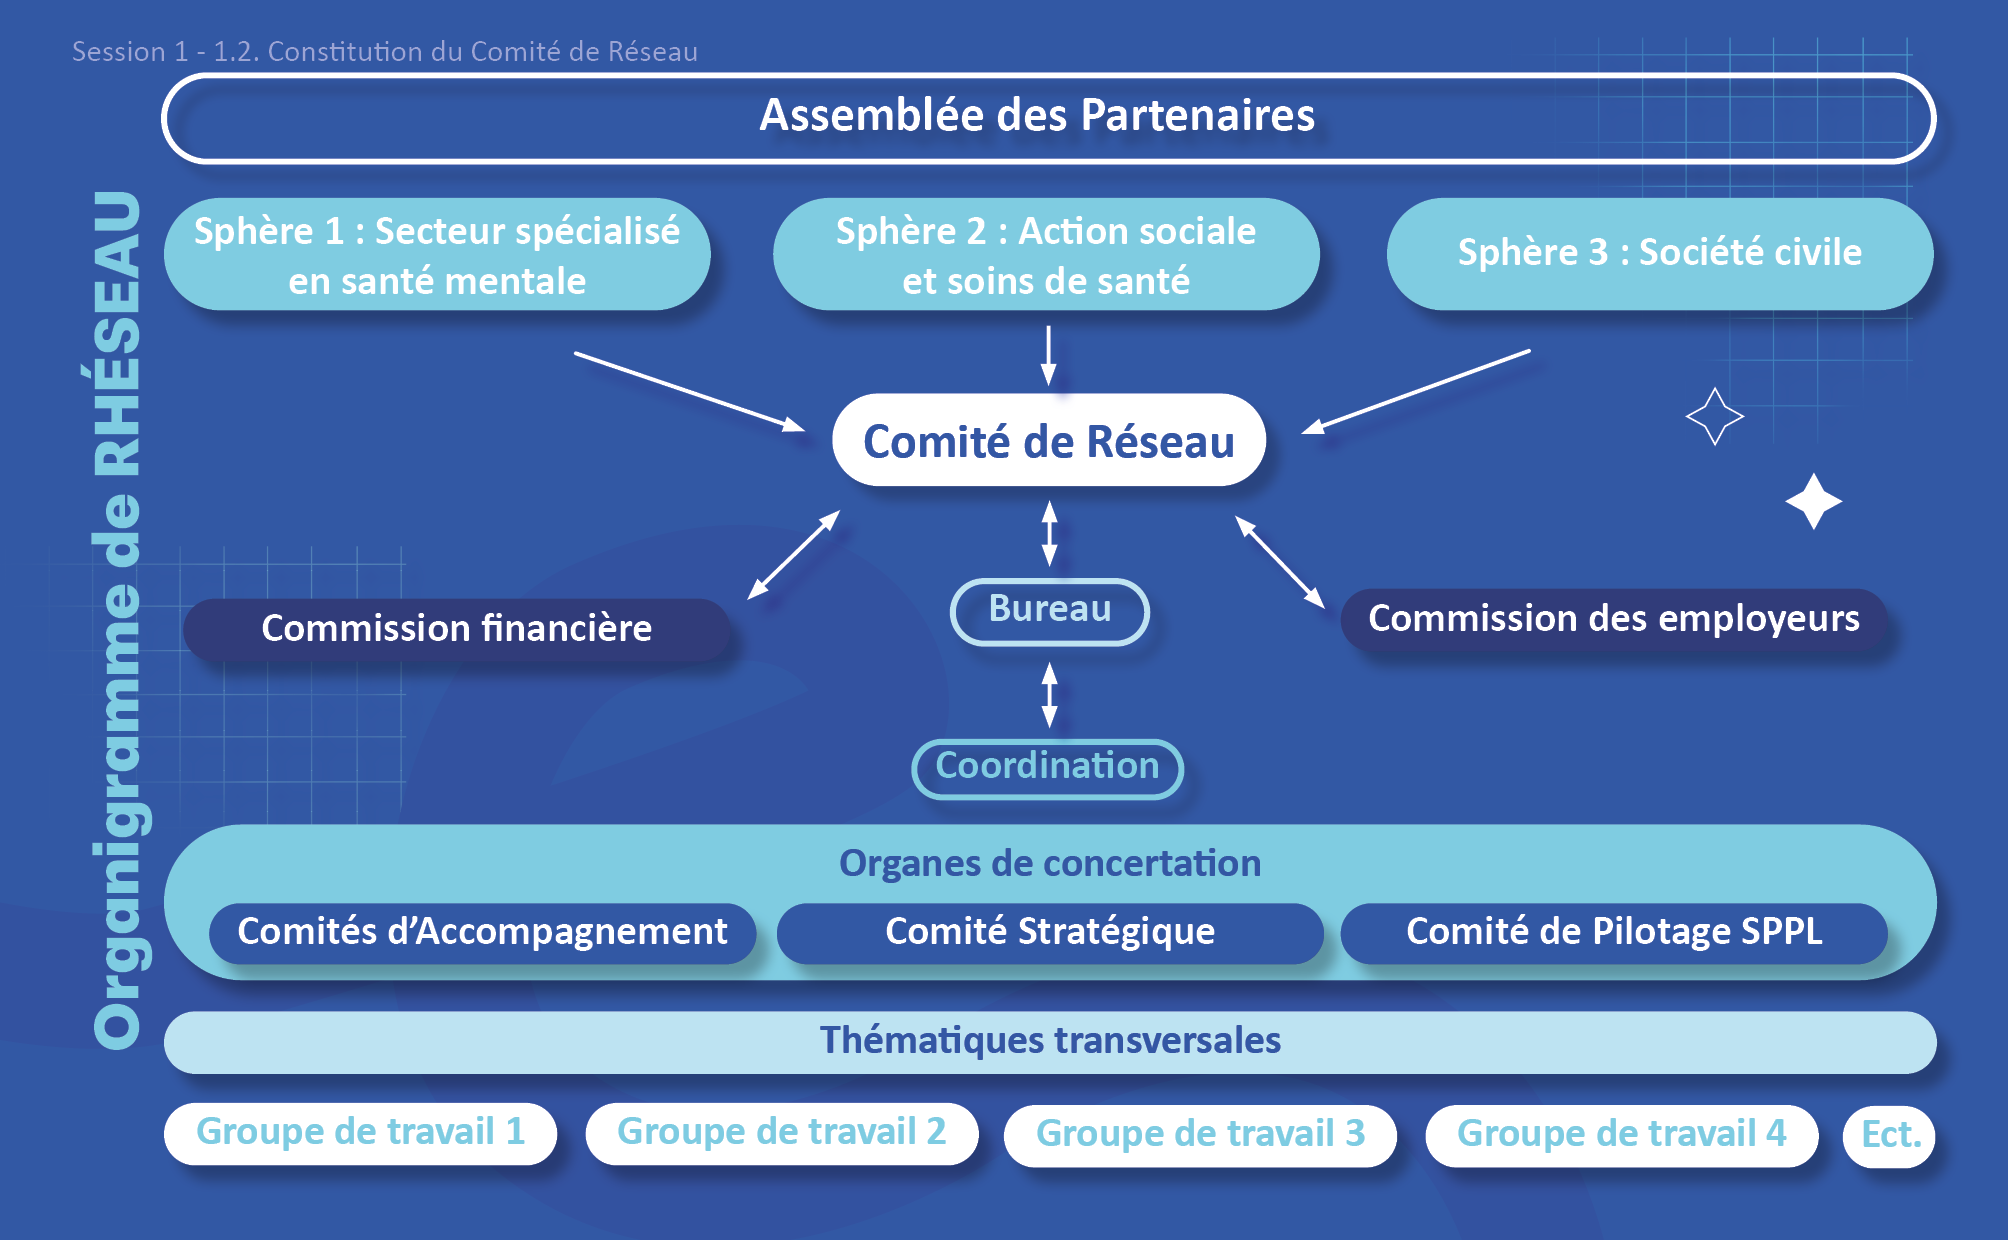 Session 1 - 1.2. Constitution du Comité de Réseau
Organigramme de RHÉSEAU
Assemblée des Partenaires
Sphère 1 : Secteur spécialisé
en santé mentale
Sphère 2 : Action sociale
et soins de santé
Sphère 3 : Société civile
Comité de Réseau
Commission financière
Bureau
Commission des employeurs
Coordination
Organes de concertation
Comités d’Accompagnement
Comité Stratégique
Comité de Pilotage SPPL
Thématiques transversales
Groupe de travail 1
Groupe de travail 2
Groupe de travail 3
Groupe de travail 4
Ect.